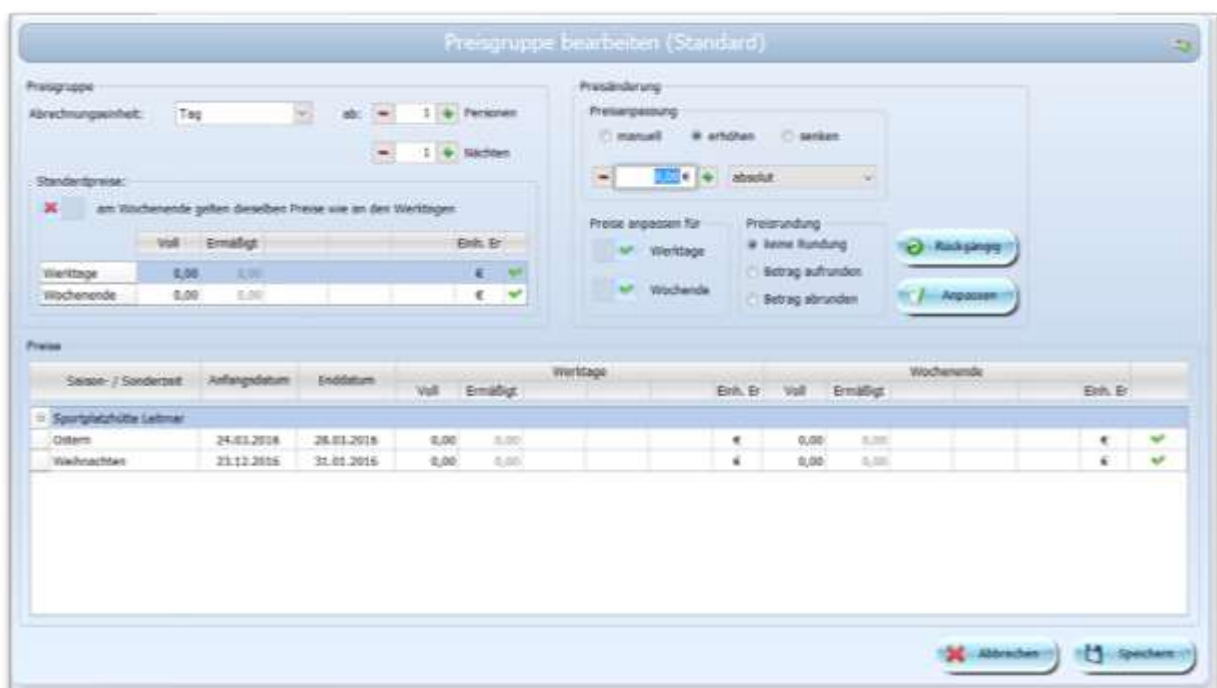 Preisgruppe bearbeiten (Standard)
Preisgruppe
Abrechnungseinheit: Tag ab: 1 Personen
1 Nächten
Standardpreise:
am Wochenende gelten dieselben Preise wie an den Werktagen
Voll Ermäßigt Einh. Er
Werktage 0,00 0,00 €
Wochenende 0,00 0,00 €
Preisänderung
Preisanpassung
manuell erhöhen senken
0,00 € absolut
Preise anpassen für
Werktage
Wochende
Preisrundung
keine Rundung
Betrag aufrunden
Betrag abrunden
Rückgängig
Anpassen
Preise
Werktage Wochenende
Saison- / Sonderzeit Anfangsdatum Enddatum Voll Ermäßigt Einh. Er Voll Ermäßigt Einh. Er
Sportplatzhütte Leitmar
Ostern 24.03.2016 28.03.2016 0,00 0,00 € 0,00 0,00 €
Weihnachten 23.12.2016 31.01.2016 0,00 0,00 € 0,00 0,00 €
Abbrechen Speichern